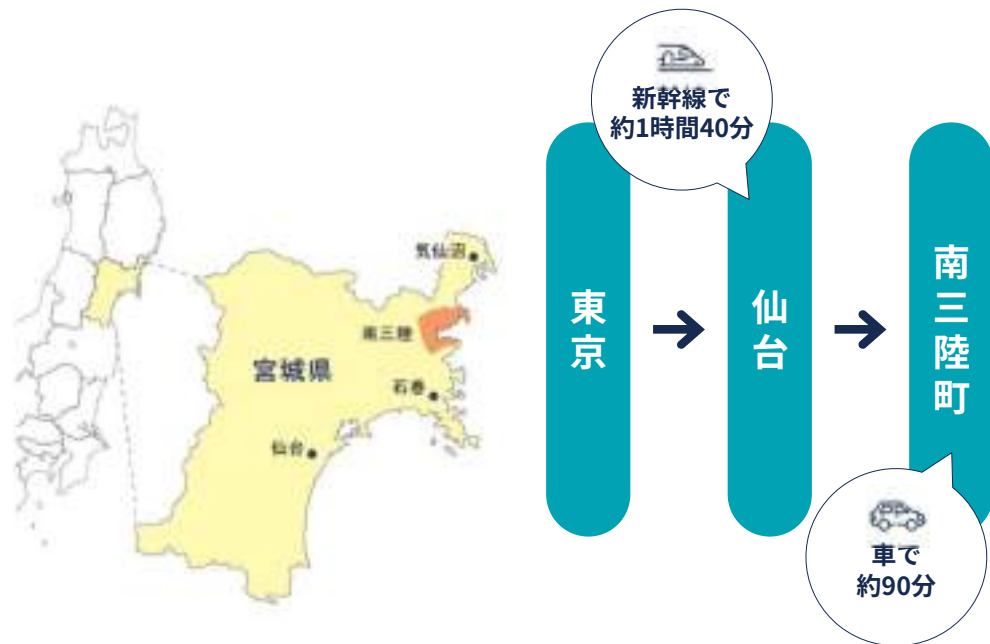 気仙沼
南三陸
宮城県
石巻
仙台
新幹線で
約1時間40分
東京
仙台
南三陸町
車で
約90分